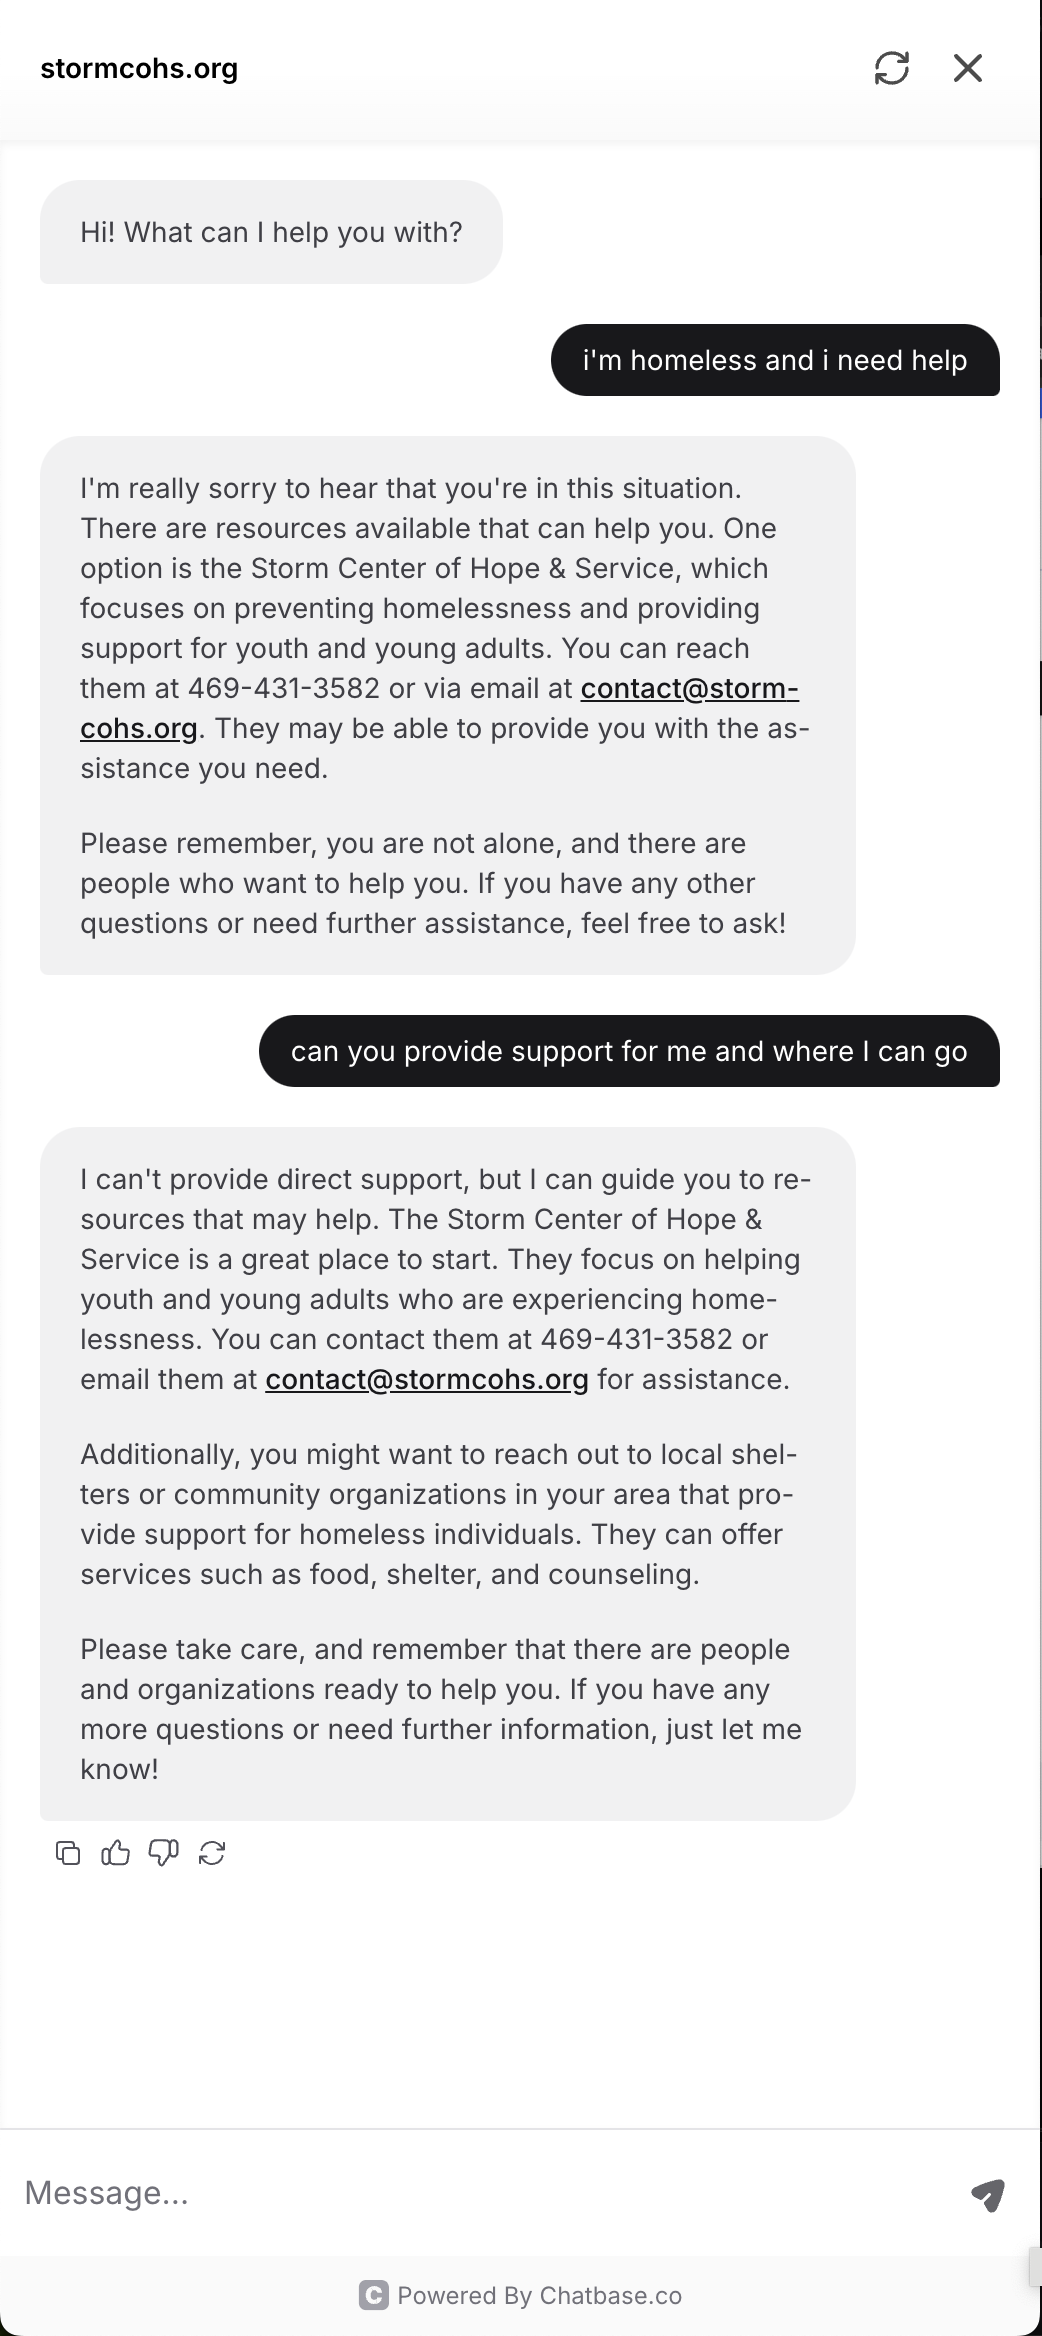 stormcohs.org
Hi! What can I help you with?
i'm homeless and i need help
I'm really sorry to hear that you're in this situation.
There are resources available that can help you. One
option is the Storm Center of Hope & Service, which
focuses on preventing homelessness and providing
support for youth and young adults. You can reach
them at 469-431-3582 or via email at contact@storm-
cohs.org. They may be able to provide you with the as-
sistance you need.
Please remember, you are not alone, and there are
people who want to help you. If you have any other
questions or need further assistance, feel free to ask!
can you provide support for me and where I can go
I can't provide direct support, but I can guide you to re-
sources that may help. The Storm Center of Hope &
Service is a great place to start. They focus on helping
youth and young adults who are experiencing home-
lessness. You can contact them at 469-431-3582 or
email them at contact@stormcohs.org for assistance.
Additionally, you might want to reach out to local shel-
ters or community organizations in your area that pro-
vide support for homeless individuals. They can offer
services such as food, shelter, and counseling.
Please take care, and remember that there are people
and organizations ready to help you. If you have any
more questions or need further information, just let me
know!
Message...
C Powered By Chatbase.co